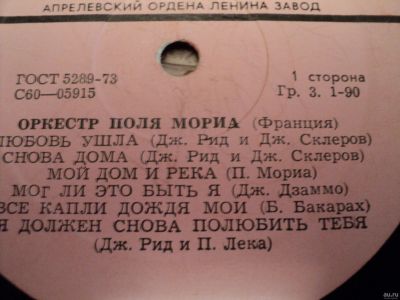 АПРЕЛЕВСКИЙ ОРДЕНА ЛЕНИНА ЗАВОД
ГОСТ 5289-73
С60—05915
1 сторона
Гр. 3. 1-90
ОРКЕСТР ПОЛЯ МОРИА (Франция)
ЛЮБОВЬ УШЛА (Дж. Рид и Дж. Склеров)
СНОВА ДОМА (Дж. Рид и Дж. Склеров)
МОЙ ДОМ И РЕКА (П. Мориа)
МОГ ЛИ ЭТО БЫТЬ Я (Дж. Дзаммо)
ВСЕ КАПЛИ ДОЖДЯ МОИ (Б. Бакарах)
Я ДОЛЖЕН СНОВА ПОЛЮБИТЬ ТЕБЯ
(Дж. Рид и П. Лека)
au.ru